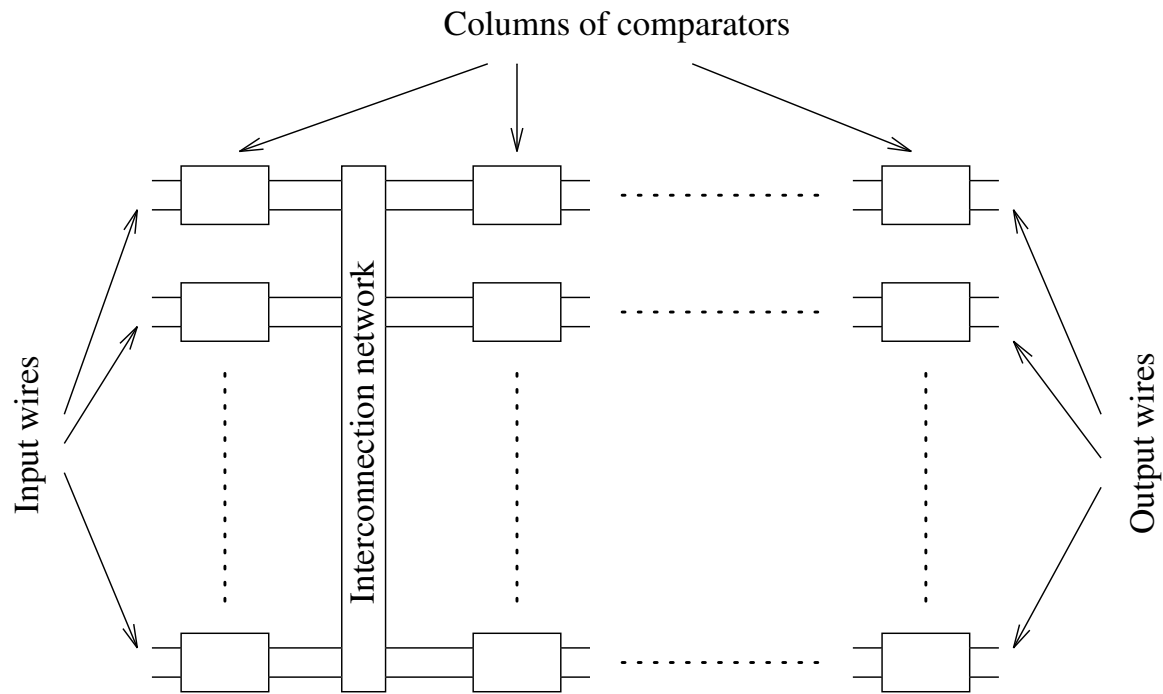 Columns of comparators
Input wires
Interconnection network
Output wires